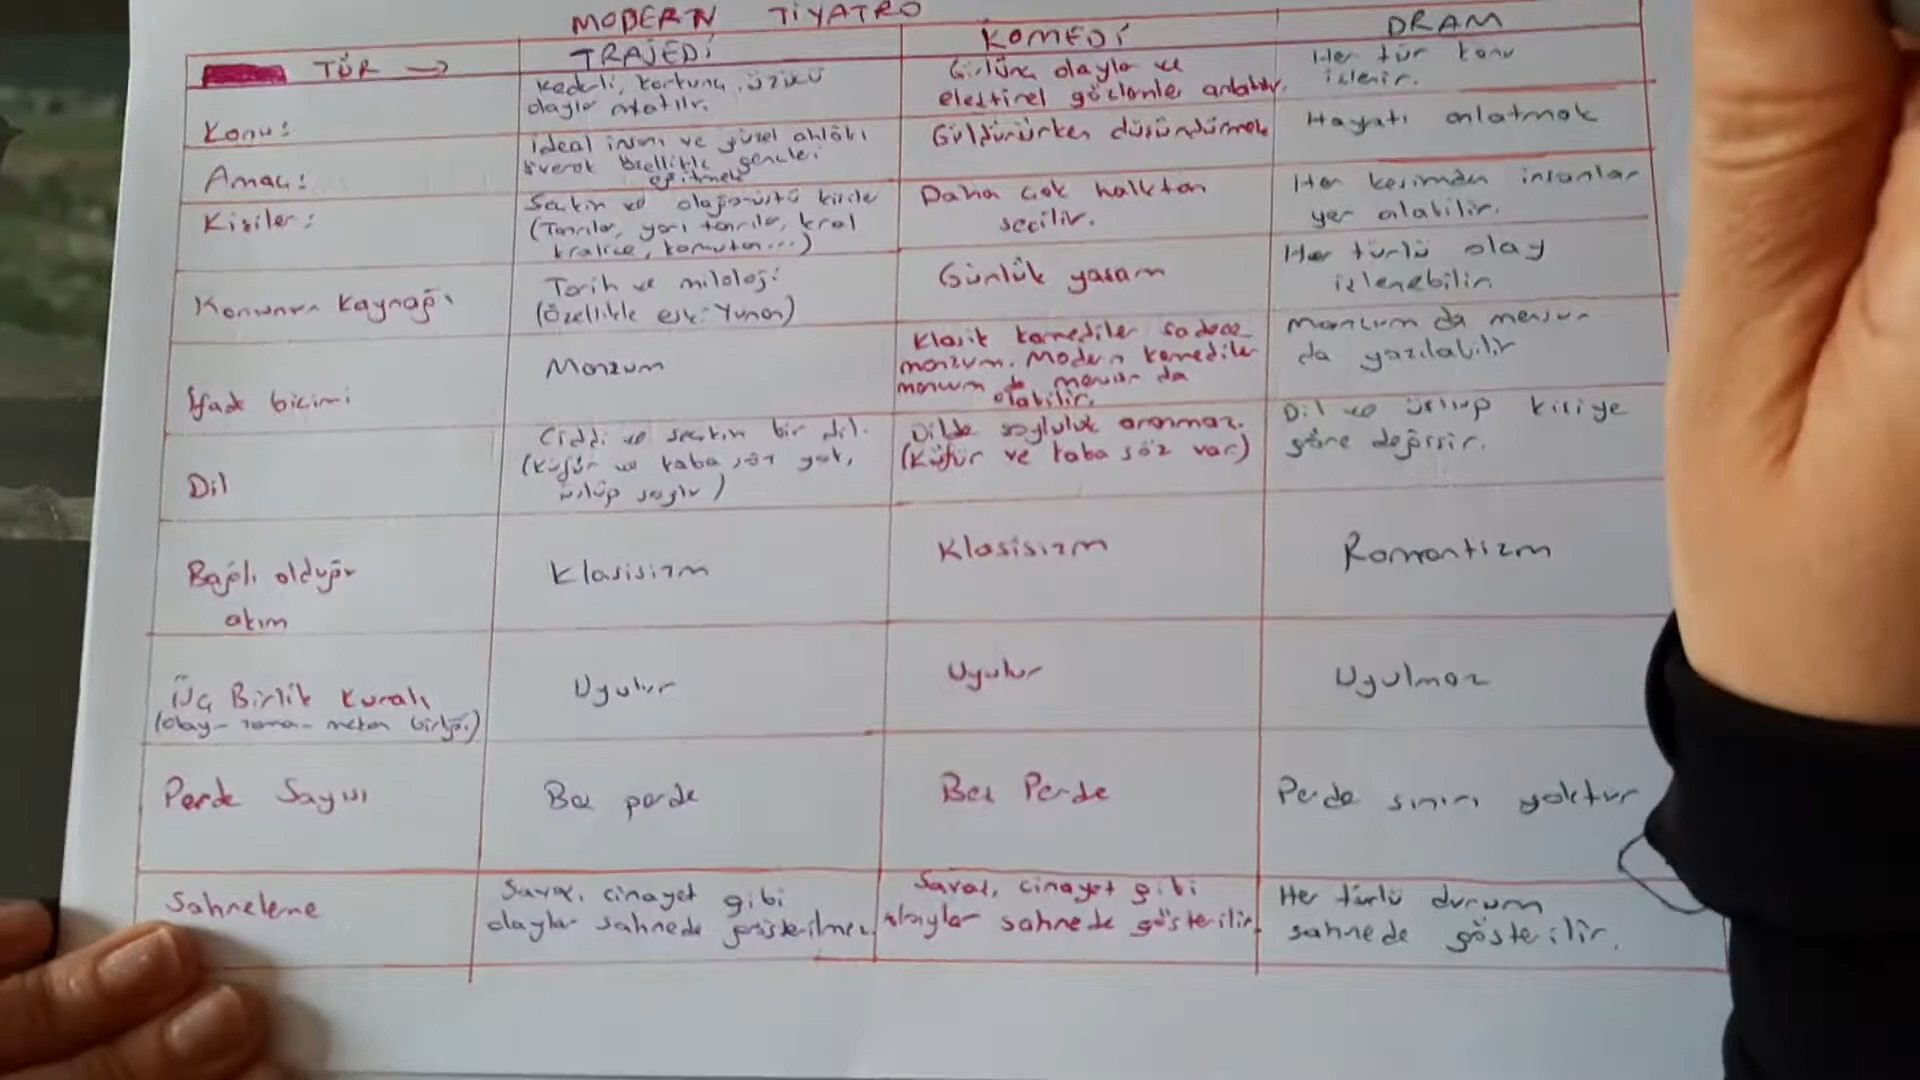 MODERN TİYATRO
TÜR → TRAJEDİ KOMEDİ DRAM
Konu:
Kederli, korkunç, üzücü
olaylar anlatılır.
Gülünç olaylar ve
eleştirel gözlemler anlatılır.
Her tür konu
işlenir.
Amacı:
ideal insanı ve güzel ahlâkı
överek özellikle gençleri
eğitmek
Güldürürken düşündürmek
Hayatı anlatmak
Kişiler:
Seçkin ve olağanüstü kişiler
(Tanrılar, yarı tanrılar, kral
kraliçe, komutan...)
Daha çok halktan
seçilir.
Her kesimden insanlar
yer alabilir.
Konunun Kaynağı
Tarih ve mitoloji
(Özellikle eski Yunan)
Günlük yaşam
Her türlü olay
işlenebilir
İfade biçimi
Manzum
Klasik komediler sadece
manzum. Modern komediler
manzum da mensur da
olabilir.
manzum da mensur
da yazılabilir
Dil
Ciddi ve seçkin bir dil.
(Küfür ve kaba söz yok,
üslüp soylu)
Dilde soyluluk aranmaz.
(Küfür ve kaba söz var)
Dil ve üslup kişiye
göre değişir.
Bağlı olduğu
akım
Klasisizm
Klasisizm
Romantizm
Üç Birlik Kuralı
(olay- zaman- mekan birliği)
Uyulur
Uyulur
Uyulmaz
Perde Sayısı
Beş perde
Beş Perde
Perde sınırı yoktur
Sahneleme
Savaş, cinayet gibi
olaylar sahnede gösterilmez
Savaş, cinayet gibi
olaylar sahnede gösterilir
Her türlü durum
sahnede gösterilir.